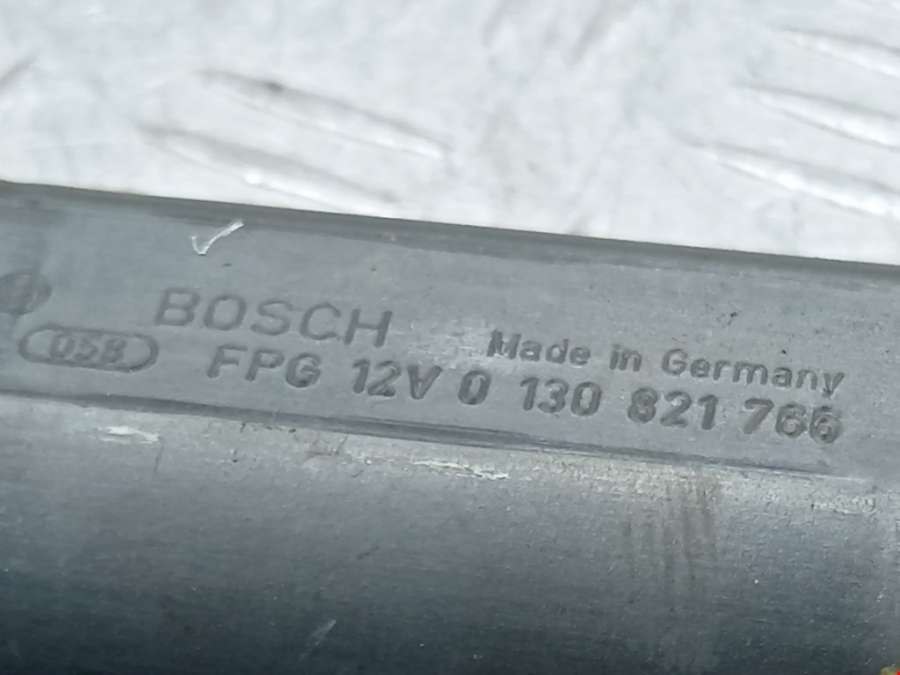 BOSCH
Made in Germany
058
FPG 12V 0 130 821 766